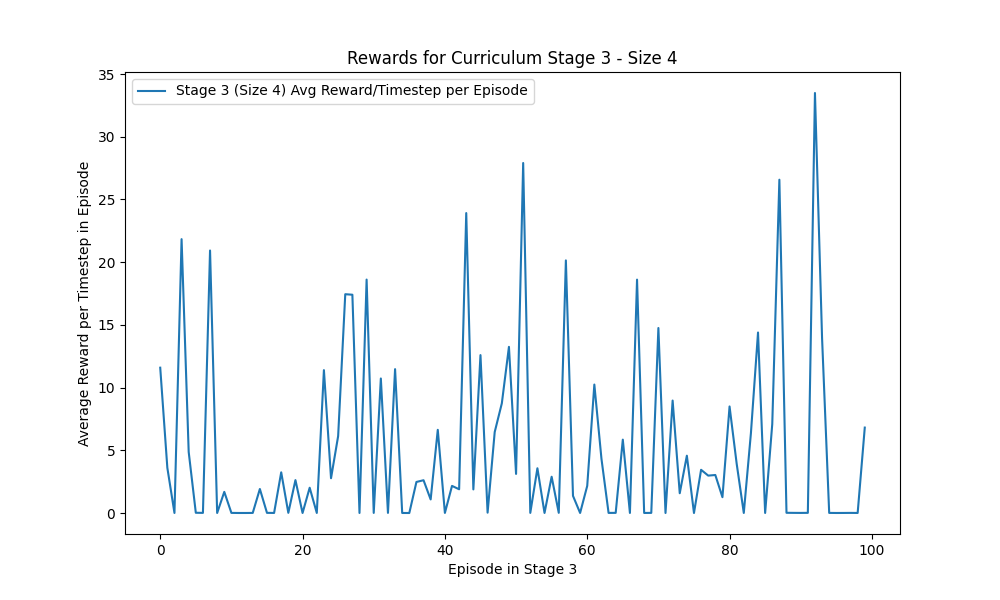 Rewards for Curriculum Stage 3 - Size 4
Stage 3 (Size 4) Avg Reward/Timestep per Episode
Average Reward per Timestep in Episode
35
30
25
20
15
10
5
0
0 20 40 60 80 100
Episode in Stage 3